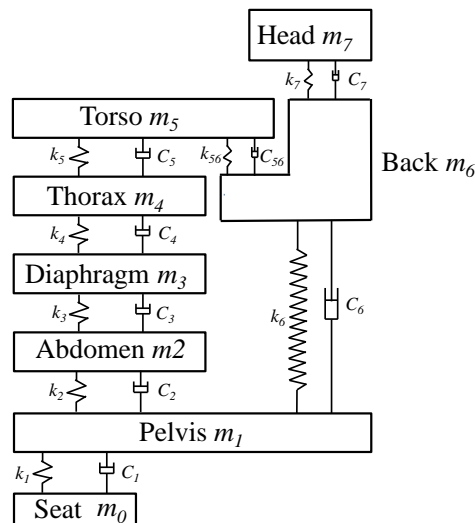 Head m7
k7 C7
Torso m5
k5 C5 k56 C56
Back m6
Thorax m4
k4 C4
Diaphragm m3
k3 C3
k6 C6
Abdomen m2
k2 C2
Pelvis m1
k1 C1
Seat m0